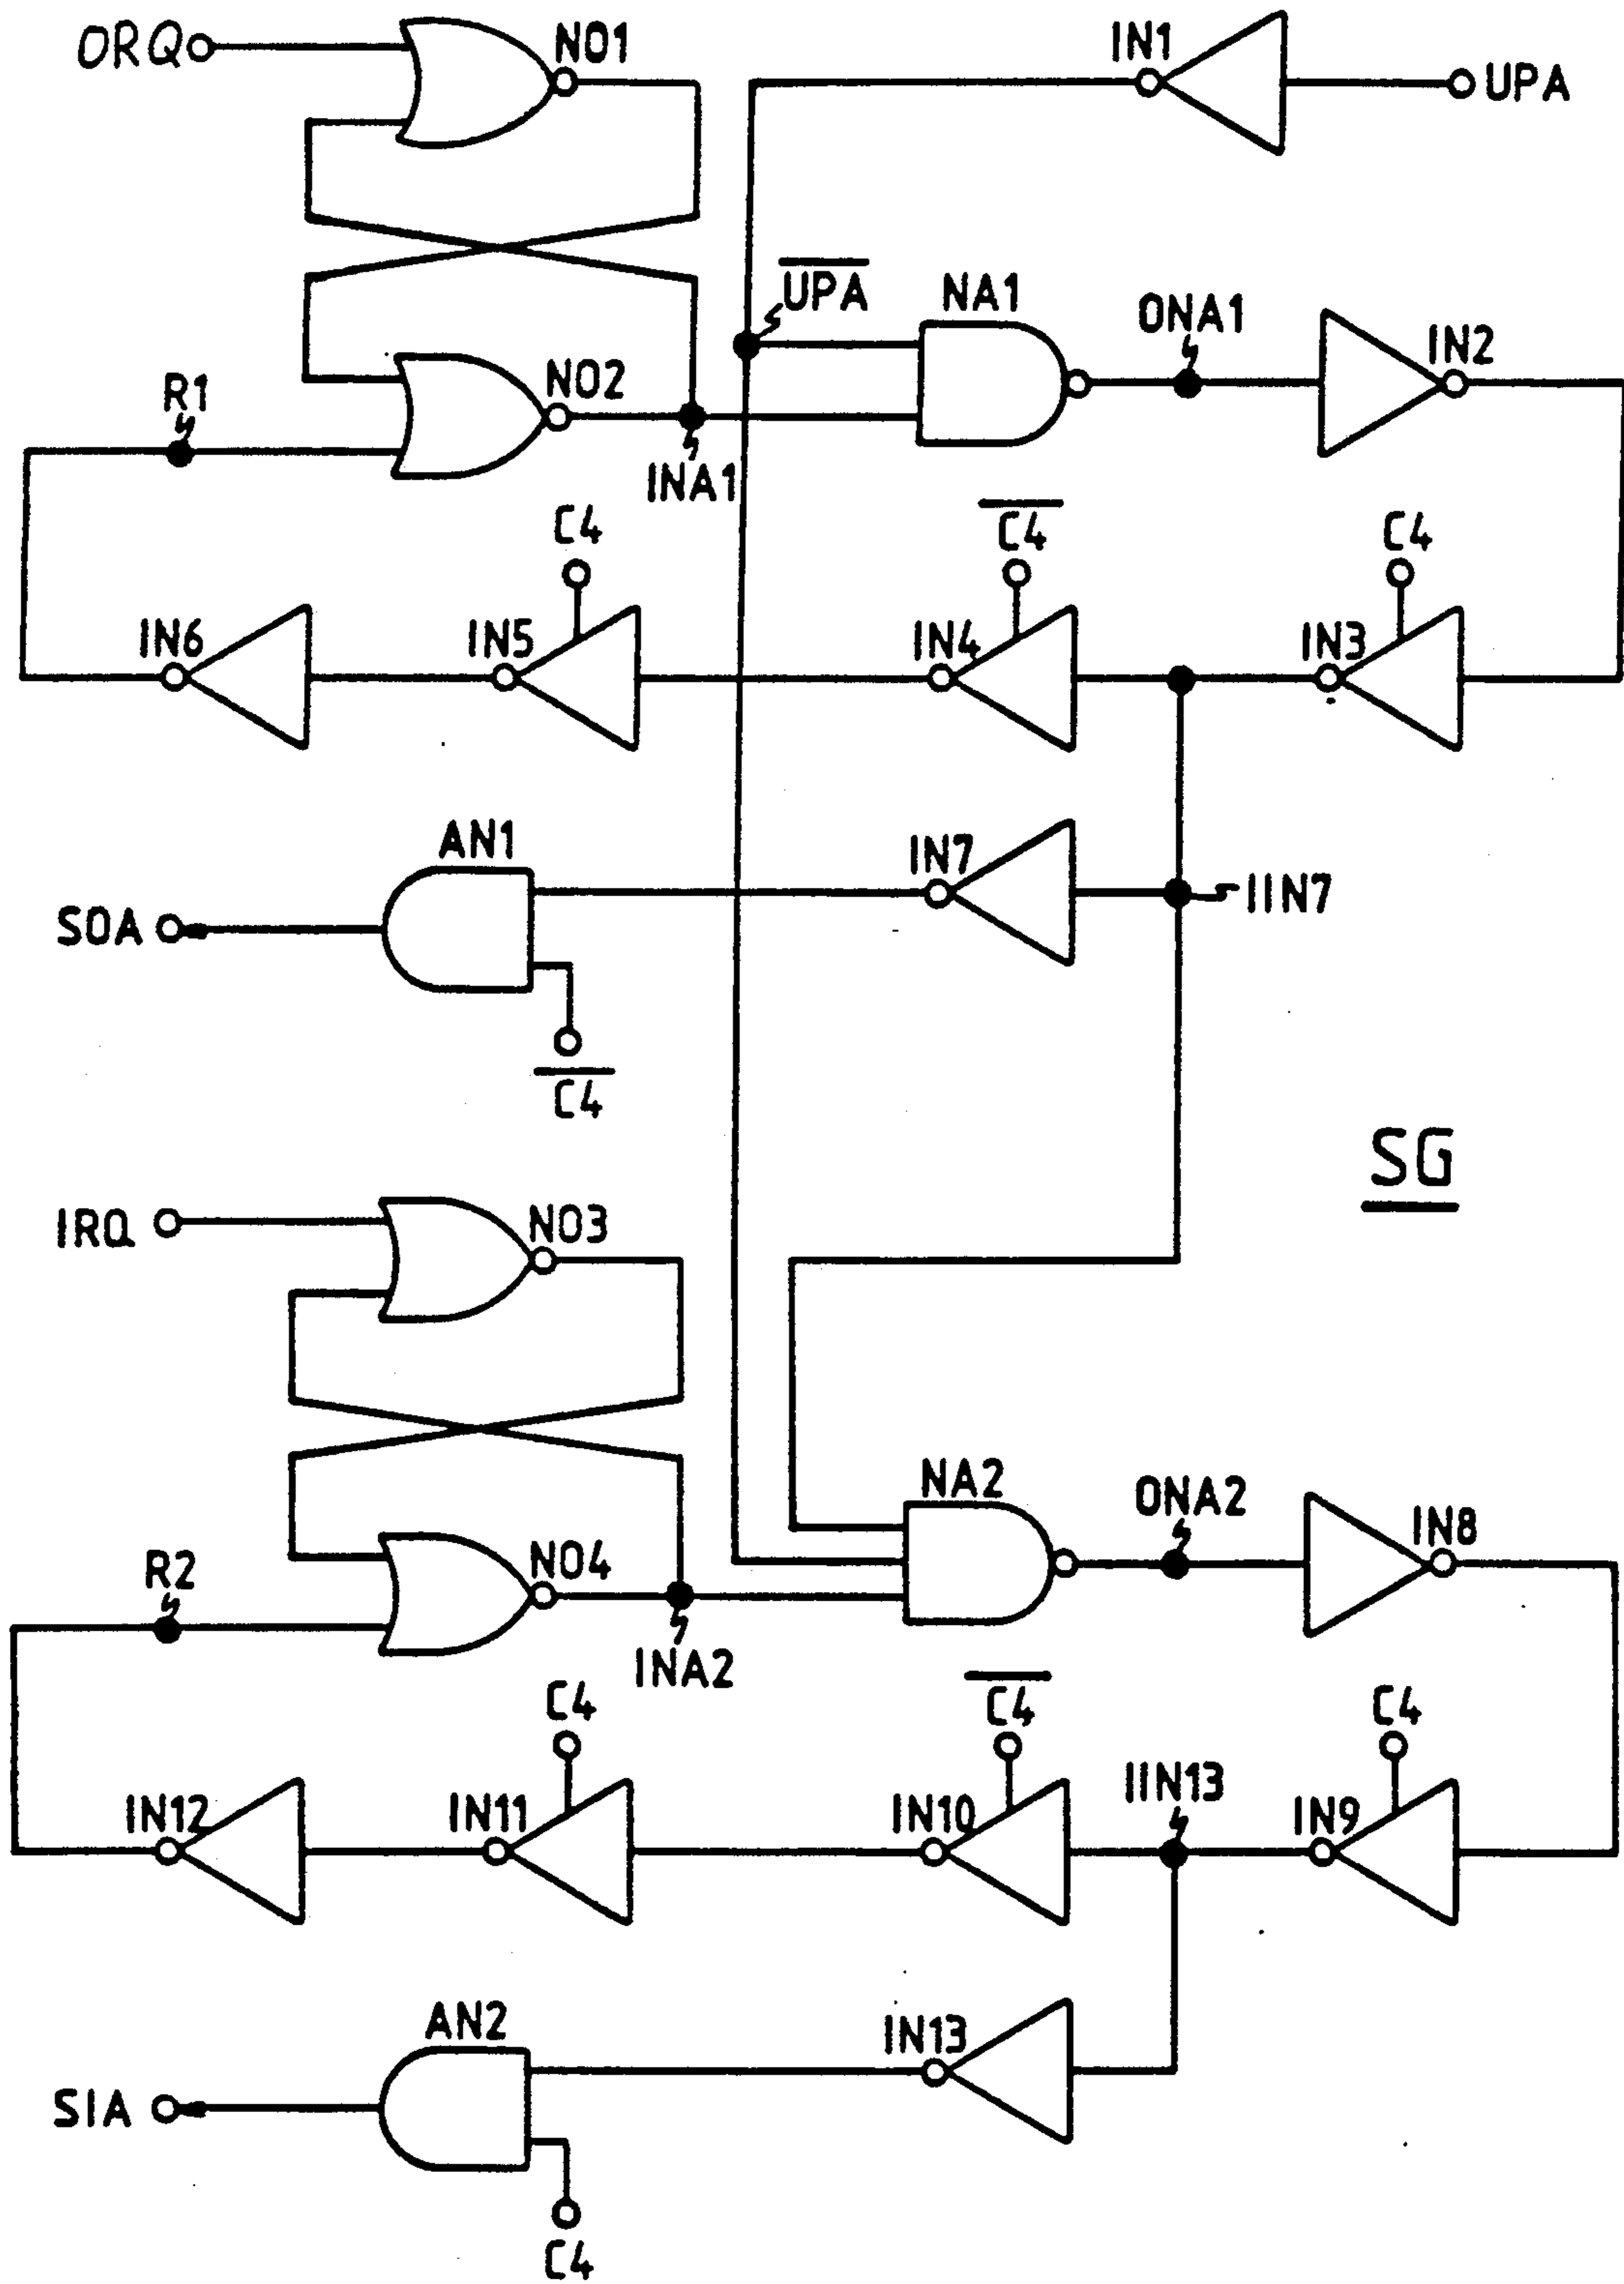 ORQ
NO1
IN1
UPA
UPA
NA1
ONA1
IN2
R1
NO2
INA1
C4
C4
C4
IN6
IN5
IN4
IN3
AN1
IN7
IIN7
SOA
C4
SG
IRQ
NO3
NA2
ONA2
IN8
R2
NO4
INA2
C4
C4
C4
IIN13
IN12
IN11
IN10
IN9
AN2
IN13
SIA
C4